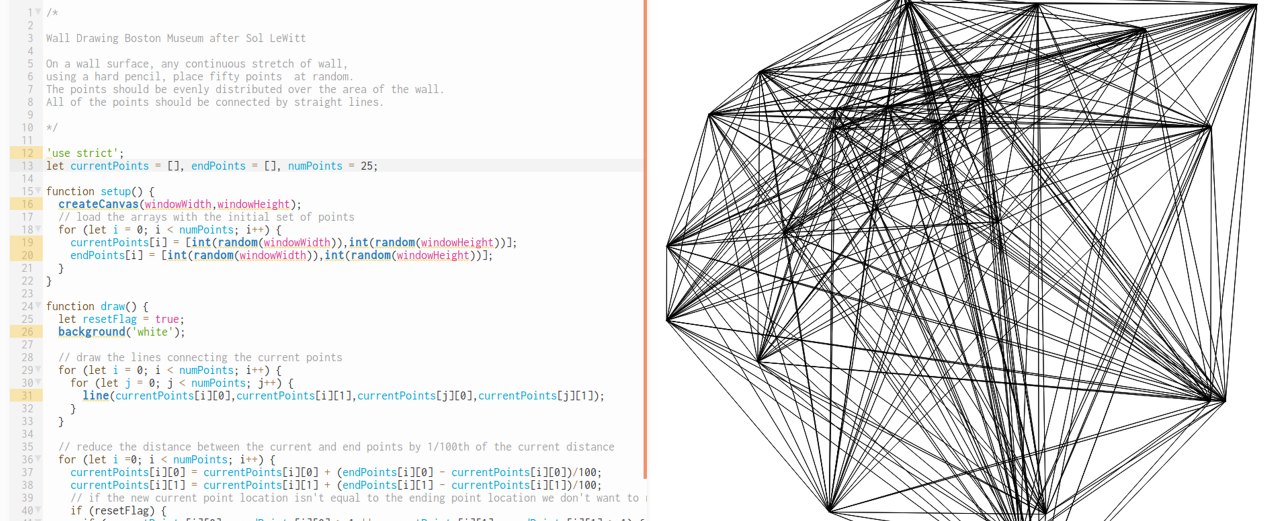 1 /*
2
3 Wall Drawing Boston Museum after Sol LeWitt
4
5 On a wall surface, any continuous stretch of wall,
6 using a hard pencil, place fifty points  at random.
7 The points should be evenly distributed over the area of the wall.
8 All of the points should be connected by straight lines.
9
10 */
11
12 'use strict';
13 let currentPoints = [], endPoints = [], numPoints = 25;
14
15 function setup() {
16   createCanvas(windowWidth,windowHeight);
17   // load the arrays with the initial set of points
18   for (let i = 0; i < numPoints; i++) {
19     currentPoints[i] = [int(random(windowWidth)),int(random(windowHeight))];
20     endPoints[i] = [int(random(windowWidth)),int(random(windowHeight))];
21   }
22 }
23
24 function draw() {
25   let resetFlag = true;
26   background('white');
27
28   // draw the lines connecting the current points
29   for (let i = 0; i < numPoints; i++) {
30     for (let j = 0; j < numPoints; j++) {
31       line(currentPoints[i][0],currentPoints[i][1],currentPoints[j][0],currentPoints[j][1]);
32     }
33   }
34
35   // reduce the distance between the current and end points by 1/100th of the current distance
36   for (let i =0; i < numPoints; i++) {
37     currentPoints[i][0] = currentPoints[i][0] + (endPoints[i][0] - currentPoints[i][0])/100;
38     currentPoints[i][1] = currentPoints[i][1] + (endPoints[i][1] - currentPoints[i][1])/100;
39     // if the new current point location isn't equal to the ending point location we don't want to
40     if (resetFlag) {